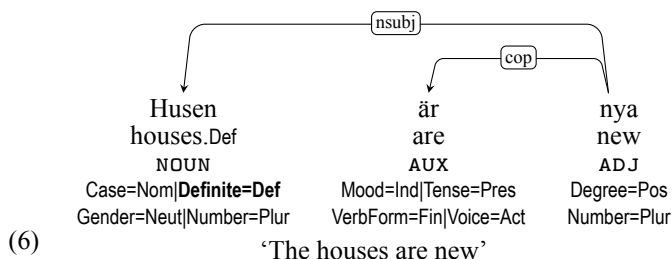 nsubj
cop
Husen är nya
houses.Def are new
NOUN AUX ADJ
Case=Nom|Definite=Def Mood=Ind|Tense=Pres Degree=Pos
Gender=Neut|Number=Plur VerbForm=Fin|Voice=Act Number=Plur
(6) ‘The houses are new’